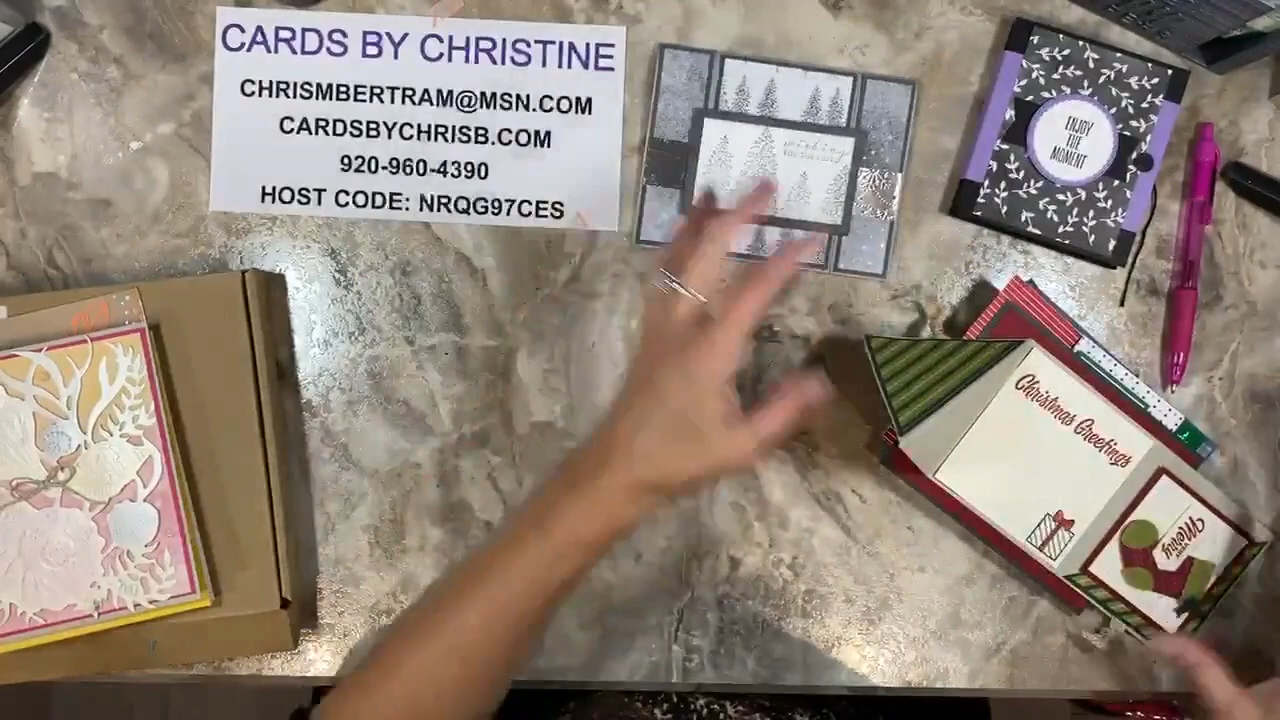 CARDS BY CHRISTINE
CHRISMBERTRAM@MSN.COM
CARDSBYCHRISB.COM
920-960-4390
HOST CODE: NRQG97CES
wishing
ENJOY
THE
MOMENT
Christmas Greetings
Merry